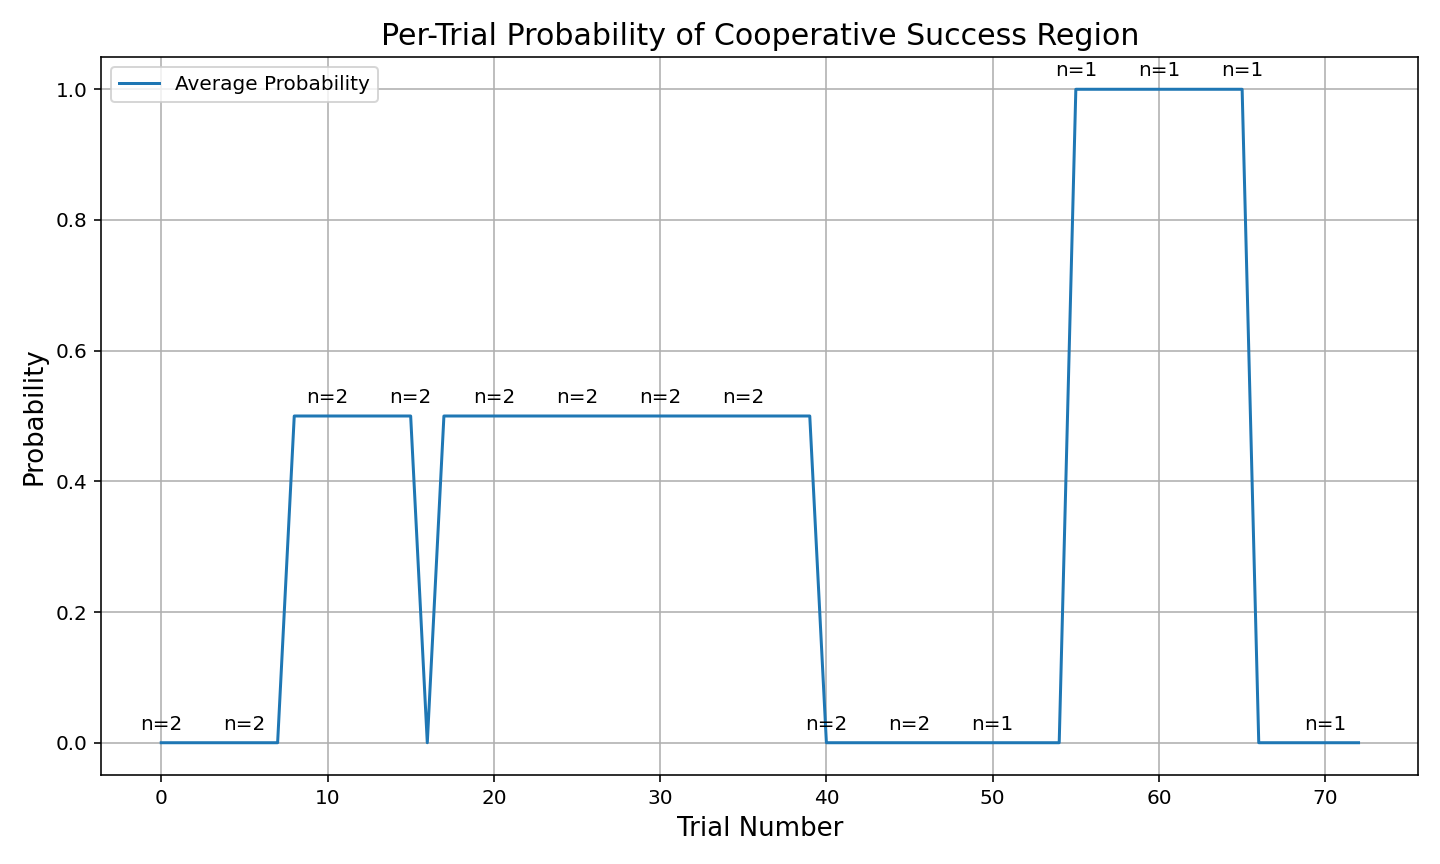 Per-Trial Probability of Cooperative Success Region
Average Probability
n=1 n=1 n=1
n=2 n=2 n=2 n=2 n=2 n=2
n=2 n=2 n=2 n=2 n=1 n=1
1.0
0.8
0.6
0.4
0.2
0.0
Probability
0 10 20 30 40 50 60 70
Trial Number